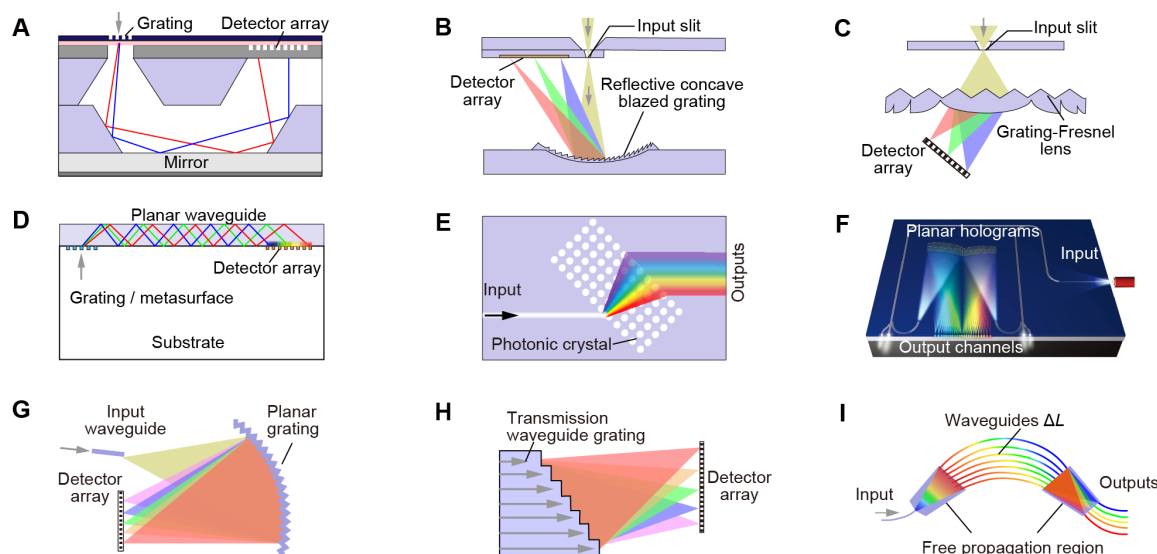 A
Grating
Detector
array
Mirror
B
Input slit
Detector
array
Reflective concave
blazed grating
C
Input slit
Grating-Fresnel
lens
Detector
array
D
Planar waveguide
Detector array
Grating / metasurface
Substrate
E
Input
Outputs
Photonic crystal
F
Planar holograms
Input
Output channels
G
Input
waveguide
Planar
grating
Detector
array
H
Transmission
waveguide grating
Detector
array
I
Waveguides ΔL
Input
Outputs
Free propagation region